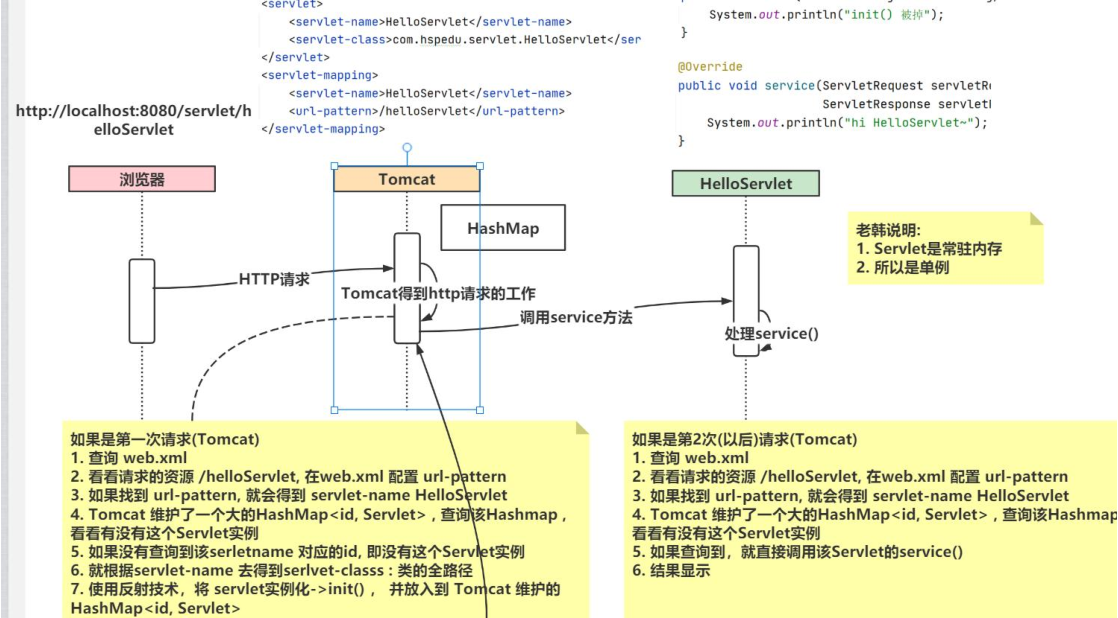 <servlet>
<servlet-name>HelloServlet</servlet-name>
<servlet-class>com.hspedu.servlet.HelloServlet</ser
</servlet>
<servlet-mapping>
<servlet-name>HelloServlet</servlet-name>
<url-pattern>/helloServlet</url-pattern>
</servlet-mapping>
System.out.println("init() 被掉");
}
@Override
public void service(ServletRequest servletRe
ServletResponse servletR
System.out.println("hi HelloServlet~");
}
http://localhost:8080/servlet/h
elloServlet
浏览器
Tomcat
HelloServlet
HashMap
老韩说明:
1. Servlet是常驻内存
2. 所以是单例
HTTP请求
Tomcat得到http请求的工作
调用service方法
处理service()
如果是第一次请求(Tomcat)
1. 查询 web.xml
2. 看看请求的资源 /helloServlet, 在web.xml 配置 url-pattern
3. 如果找到 url-pattern, 就会得到 servlet-name HelloServlet
4. Tomcat 维护了一个大的HashMap<id, Servlet> , 查询该Hashmap ,
看看有没有这个Servlet实例
5. 如果没有查询到该serletname 对应的id, 即没有这个Servlet实例
6. 就根据servlet-name 去得到serlvet-classs : 类的全路径
7. 使用反射技术，将 servlet实例化->init() ， 并放入到 Tomcat 维护的
HashMap<id, Servlet>
如果是第2次(以后)请求(Tomcat)
1. 查询 web.xml
2. 看看请求的资源 /helloServlet, 在web.xml 配置 url-pattern
3. 如果找到 url-pattern, 就会得到 servlet-name HelloServlet
4. Tomcat 维护了一个大的HashMap<id, Servlet> , 查询该Hashmap
看看有没有这个Servlet实例
5. 如果查询到，就直接调用该Servlet的service()
6. 结果显示